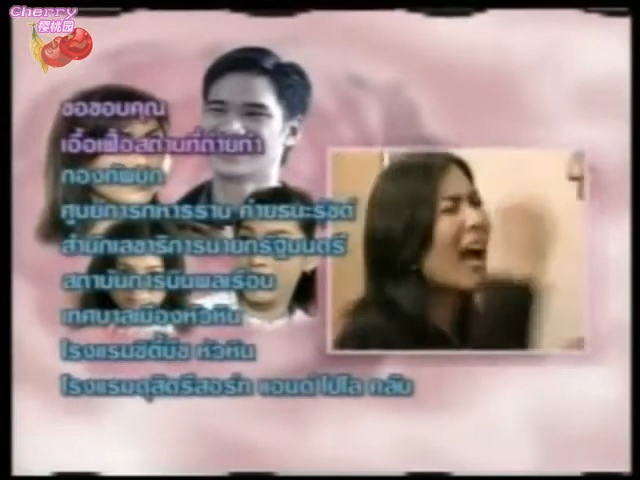 Cherry
樱桃园
ขอขอบคุณ
เอื้อเฟื้อสถานที่ถ่ายทำ
กองทัพบก
ศูนย์การทหารราบ ค่ายธนะรัชต์
สำนักเลขาธิการนายกรัฐมนตรี
สถาบันการบินพลเรือน
เทศบาลเมืองหัวหิน
โรงแรมซิตี้บีช หัวหิน
โรงแรมดุสิตรีสอร์ท แอนด์ โปโล คลับ